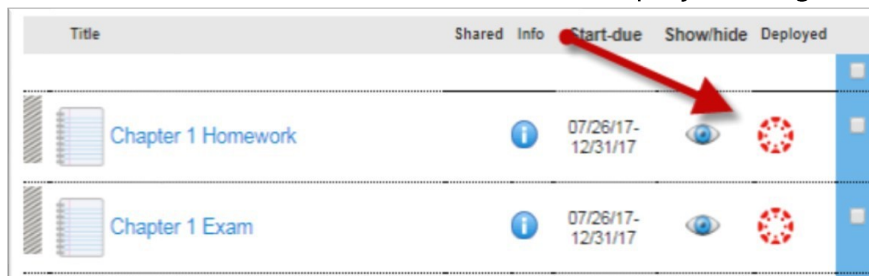 Title Shared Info Start-due Show/hide Deployed
Chapter 1 Homework
07/26/17-
12/31/17
Chapter 1 Exam
07/26/17-
12/31/17